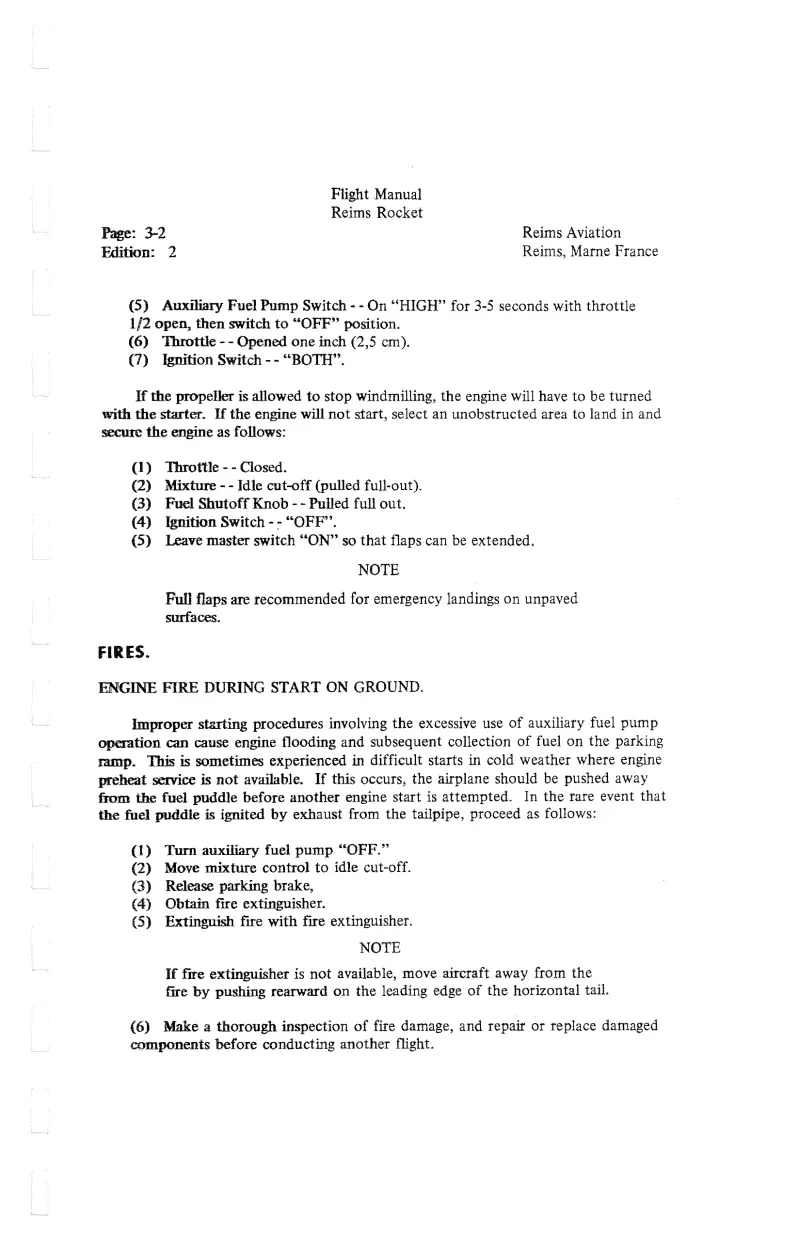 Flight Manual
Reims Rocket
Page: 3-2
Reims Aviation
Edition: 2
Reims, Marne France
(5) Auxiliary Fuel Pump Switch - - On “HIGH” for 3-5 seconds with throttle
1/2 open, then switch to “OFF” position.
(6) Throttle - - Opened one inch (2,5 cm).
(7) Ignition Switch - - “BOTH”.
If the propeller is allowed to stop windmilling, the engine will have to be turned
with the starter. If the engine will not start, select an unobstructed area to land in and
secure the engine as follows:
(1) Throttle - - Closed.
(2) Mixture - - Idle cut-off (pulled full-out).
(3) Fuel Shutoff Knob - - Pulled full out.
(4) Ignition Switch - - “OFF”.
(5) Leave master switch “ON” so that flaps can be extended.
NOTE
Full flaps are recommended for emergency landings on unpaved
surfaces.
FIRES.
ENGINE FIRE DURING START ON GROUND.
Improper starting procedures involving the excessive use of auxiliary fuel pump
operation can cause engine flooding and subsequent collection of fuel on the parking
ramp. This is sometimes experienced in difficult starts in cold weather where engine
preheat service is not available. If this occurs, the airplane should be pushed away
from the fuel puddle before another engine start is attempted. In the rare event that
the fuel puddle is ignited by exhaust from the tailpipe, proceed as follows:
(1) Turn auxiliary fuel pump “OFF.”
(2) Move mixture control to idle cut-off.
(3) Release parking brake,
(4) Obtain fire extinguisher.
(5) Extinguish fire with fire extinguisher.
NOTE
If fire extinguisher is not available, move aircraft away from the
fire by pushing rearward on the leading edge of the horizontal tail.
(6) Make a thorough inspection of fire damage, and repair or replace damaged
components before conducting another flight.